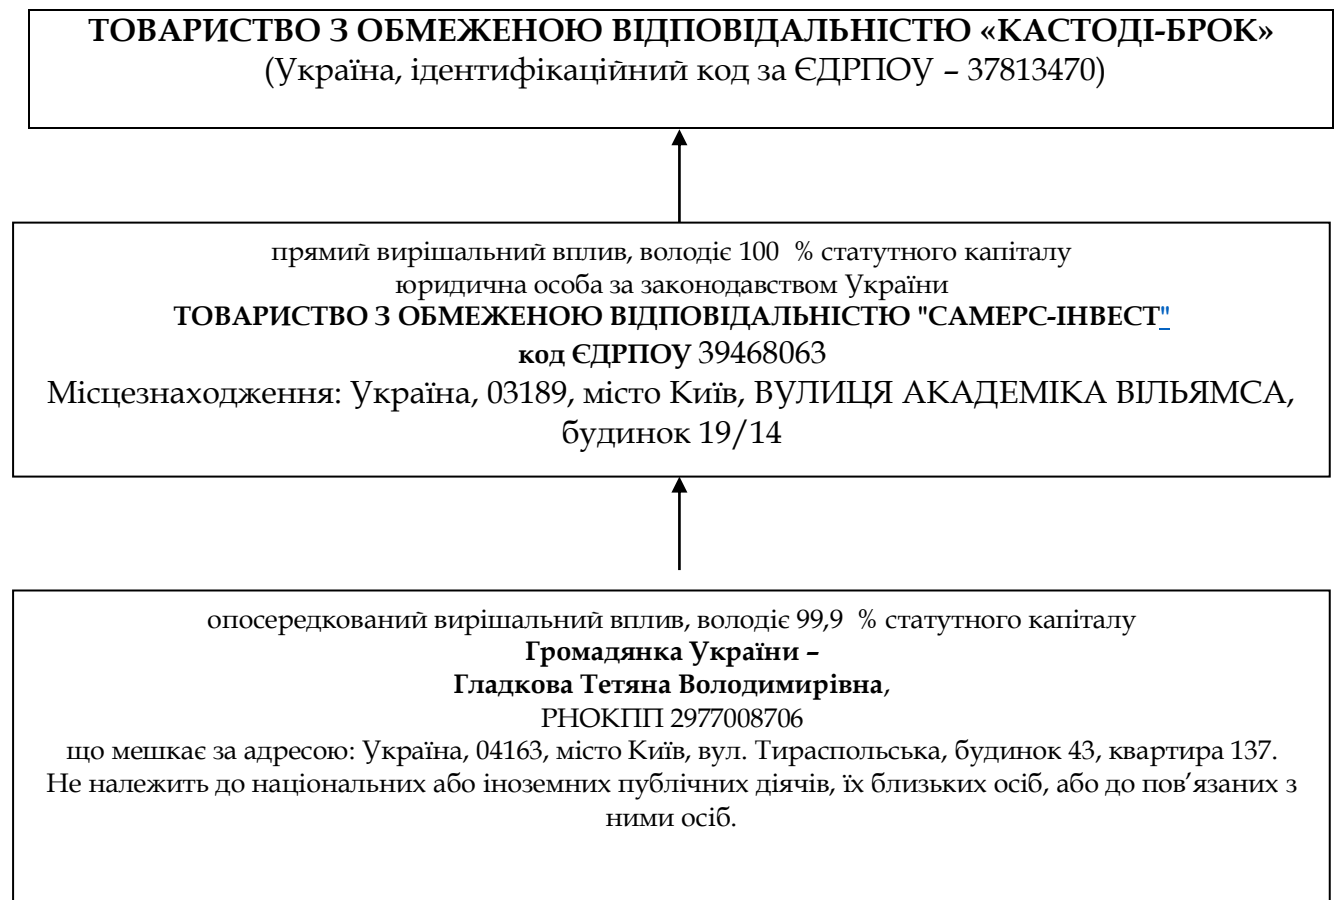 ТОВАРИСТВО З ОБМЕЖЕНОЮ ВІДПОВІДАЛЬНІСТЮ «КАСТОДІ-БРОК»
(Україна, ідентифікаційний код за ЄДРПОУ – 37813470)
прямий вирішальний вплив, володіє 100 % статутного капіталу
юридична особа за законодавством України
ТОВАРИСТВО З ОБМЕЖЕНОЮ ВІДПОВІДАЛЬНІСТЮ "САМЕРС-ІНВЕСТ"
код ЄДРПОУ 39468063
Місцезнаходження: Україна, 03189, місто Київ, ВУЛИЦЯ АКАДЕМІКА ВІЛЬЯМСА,
будинок 19/14
опосередкований вирішальний вплив, володіє 99,9 % статутного капіталу
Громадянка України –
Гладкова Тетяна Володимирівна,
РНОКПП 2977008706
що мешкає за адресою: Україна, 04163, місто Київ, вул. Тираспольська, будинок 43, квартира 137.
Не належить до національних або іноземних публічних діячів, їх близьких осіб, або до пов’язаних з
ними осіб.